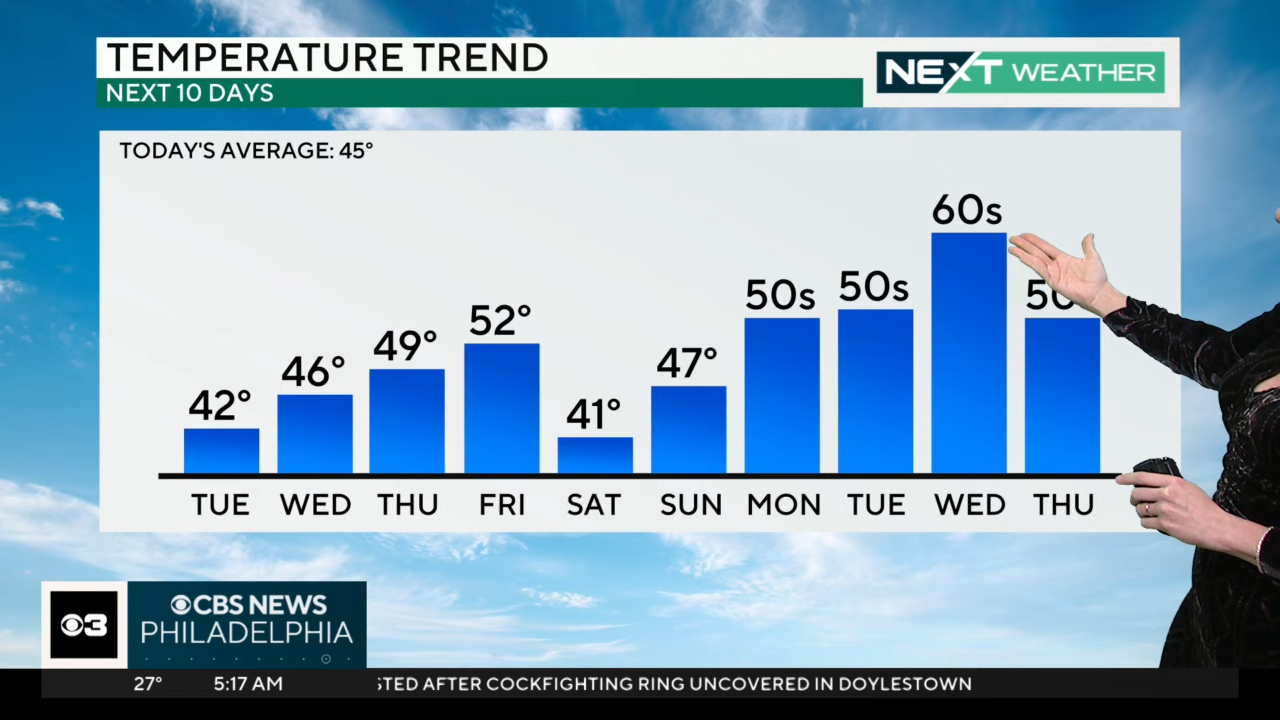 TEMPERATURE TREND
NEXT 10 DAYS
NEXT WEATHER
TODAY'S AVERAGE: 45°
42° 46° 49° 52° 41° 47° 50s 50s 60s
TUE WED THU FRI SAT SUN MON TUE WED THU
3
CBS NEWS
PHILADELPHIA
27° 5:17 AM STED AFTER COCKFIGHTING RING UNCOVERED IN DOYLESTOWN